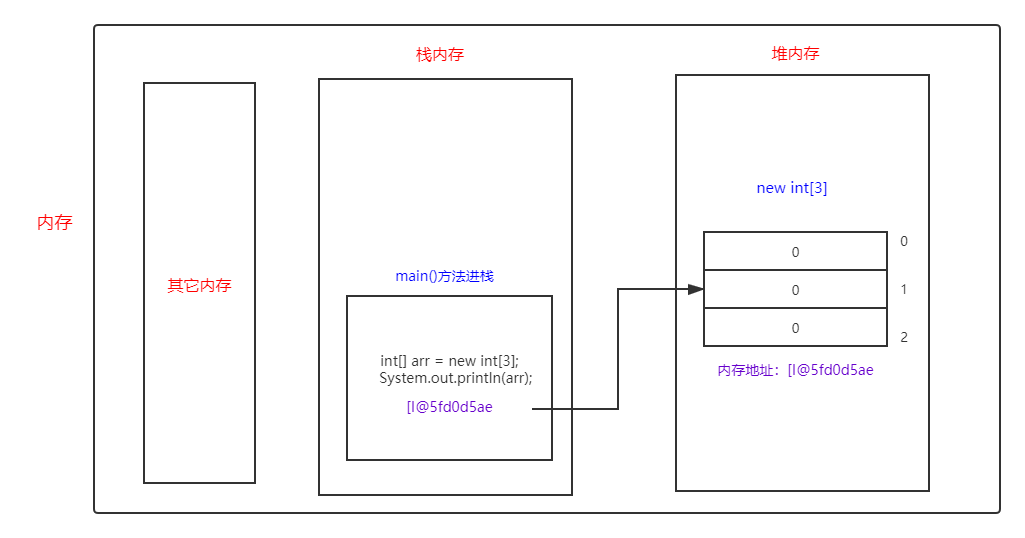 栈内存
堆内存
内存
其它内存
main()方法进栈
int[] arr = new int[3];
System.out.println(arr);
[I@5fd0d5ae
new int[3]
0
0
0
0
1
2
内存地址：[I@5fd0d5ae